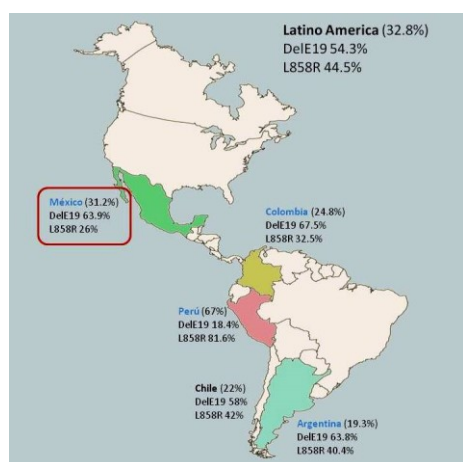 Latino America (32.8%)
DelE19 54.3%
L858R 44.5%
México (31.2%)
DelE19 63.9%
L858R 26%
Colombia (24.8%)
DelE19 67.5%
L858R 32.5%
Perú (67%)
DelE19 18.4%
L858R 81.6%
Chile (22%)
DelE19 58%
L858R 42%
Argentina (19.3%)
DelE19 63.8%
L858R 40.4%